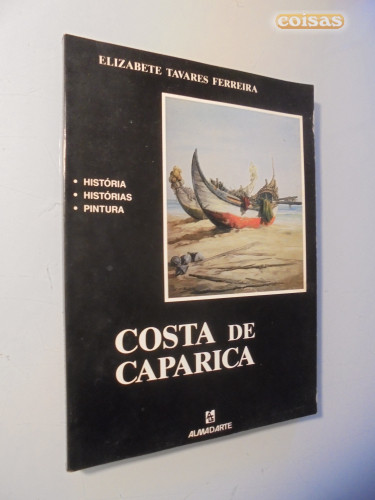 coisas
ELIZABETE TAVARES FERREIRA
• HISTÓRIA
• HISTÓRIAS
• PINTURA
COSTA DE
CAPARICA
ALMADARTE